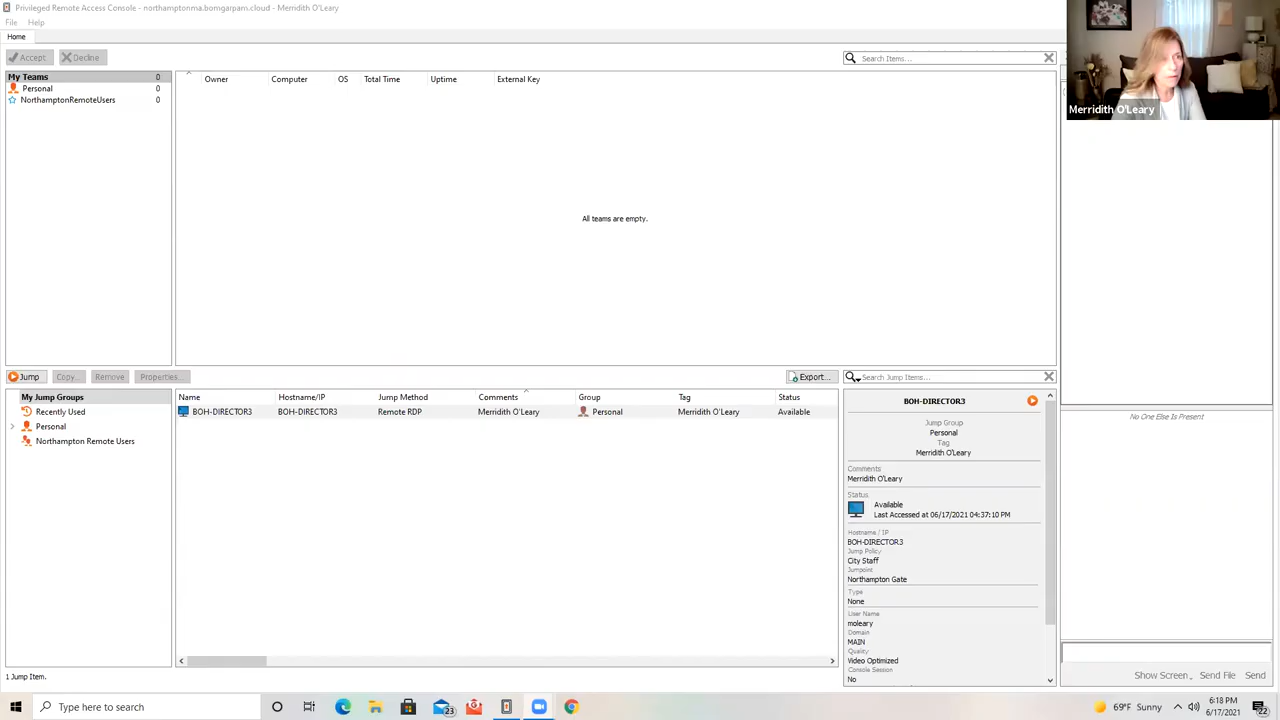 Privileged Remote Access Console - northamptonma.bomgarpam.cloud - Merridith O'Leary
File Help
Home
Accept Decline
Search Items...
My Teams 0
Personal 0
NorthamptonRemoteUsers 0
Owner Computer OS Total Time Uptime External Key
All teams are empty.
Merridith O'Leary
Jump Copy... Remove Properties... Export...
Search Jump Items...
My Jump Groups
Recently Used
Personal
Northampton Remote Users
Name Hostname/IP Jump Method Comments Group Tag Status
BOH-DIRECTOR3 BOH-DIRECTOR3 Remote RDP Merridith O'Leary Personal Merridith O'Leary Available
BOH-DIRECTOR3
Jump Group
Personal
Tag
Merridith O'Leary
Comments
Merridith O'Leary
Status
Available
Last Accessed at 06/17/2021 04:37:10 PM
Hostname / IP
BOH-DIRECTOR3
Jump Policy
City Staff
Jumpoint
Northampton Gate
Type
None
User Name
moleary
Domain
MAIN
Quality
Video Optimized
Console Session
No
No One Else Is Present
Show Screen Send File Send
1 Jump Item.
Type here to search
23
69°F Sunny
6:18 PM
6/17/2021
22